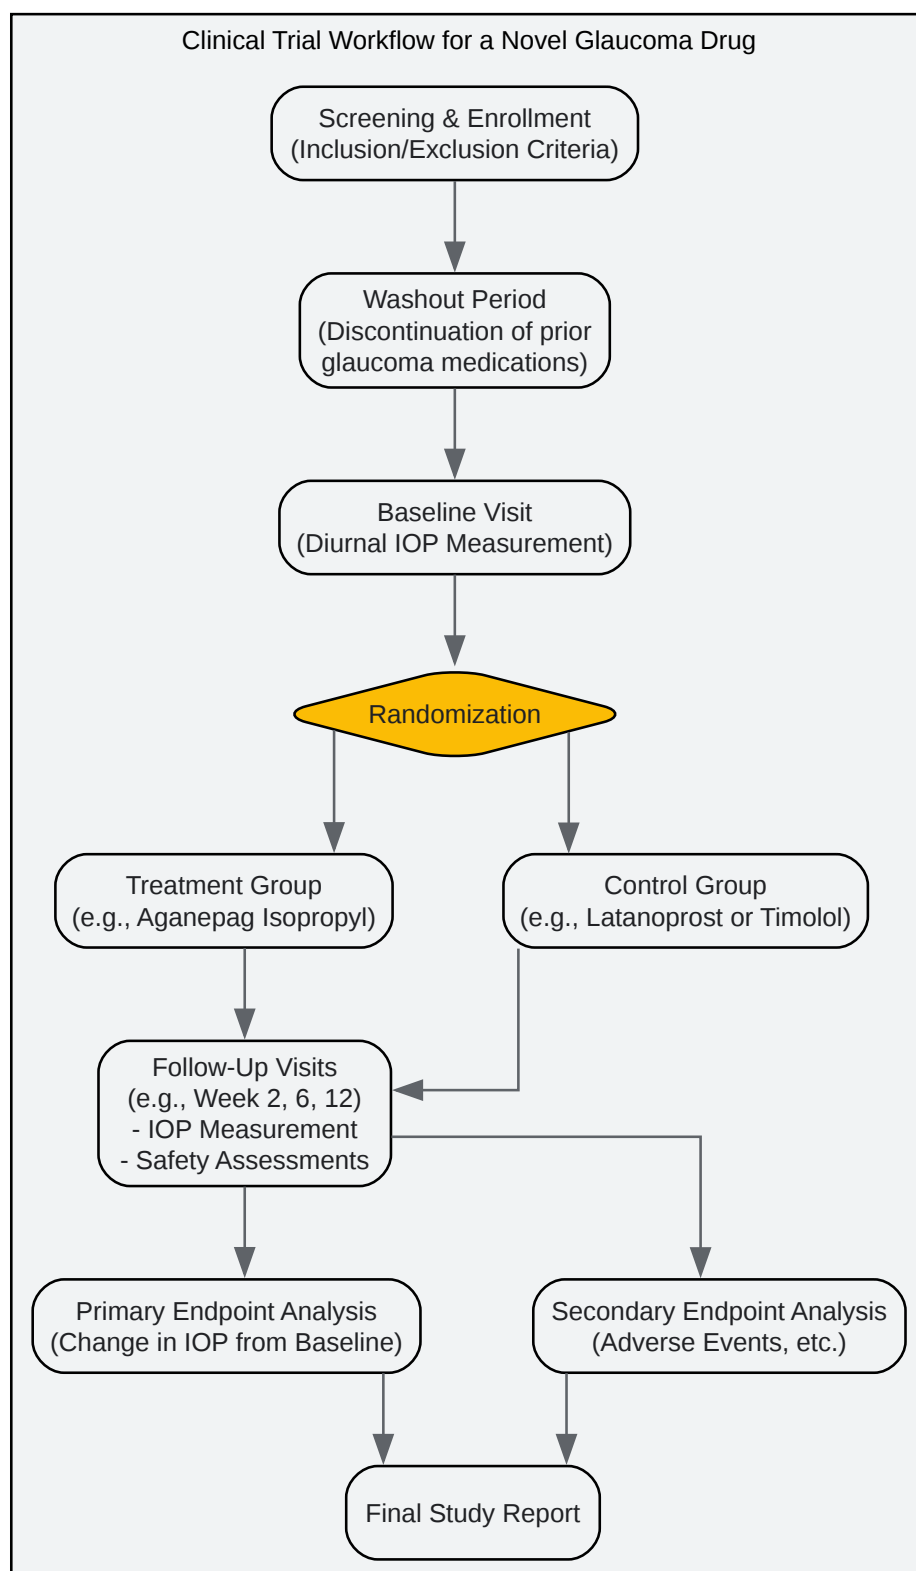 Clinical Trial Workflow for a Novel Glaucoma Drug
Screening & Enrollment
(Inclusion/Exclusion Criteria)
Washout Period
(Discontinuation of prior
glaucoma medications)
Baseline Visit
(Diurnal IOP Measurement)
Randomization
Treatment Group
(e.g., Aganepag Isopropyl)
Control Group
(e.g., Latanoprost or Timolol)
Follow-Up Visits
(e.g., Week 2, 6, 12)
- IOP Measurement
- Safety Assessments
Primary Endpoint Analysis
(Change in IOP from Baseline)
Secondary Endpoint Analysis
(Adverse Events, etc.)
Final Study Report